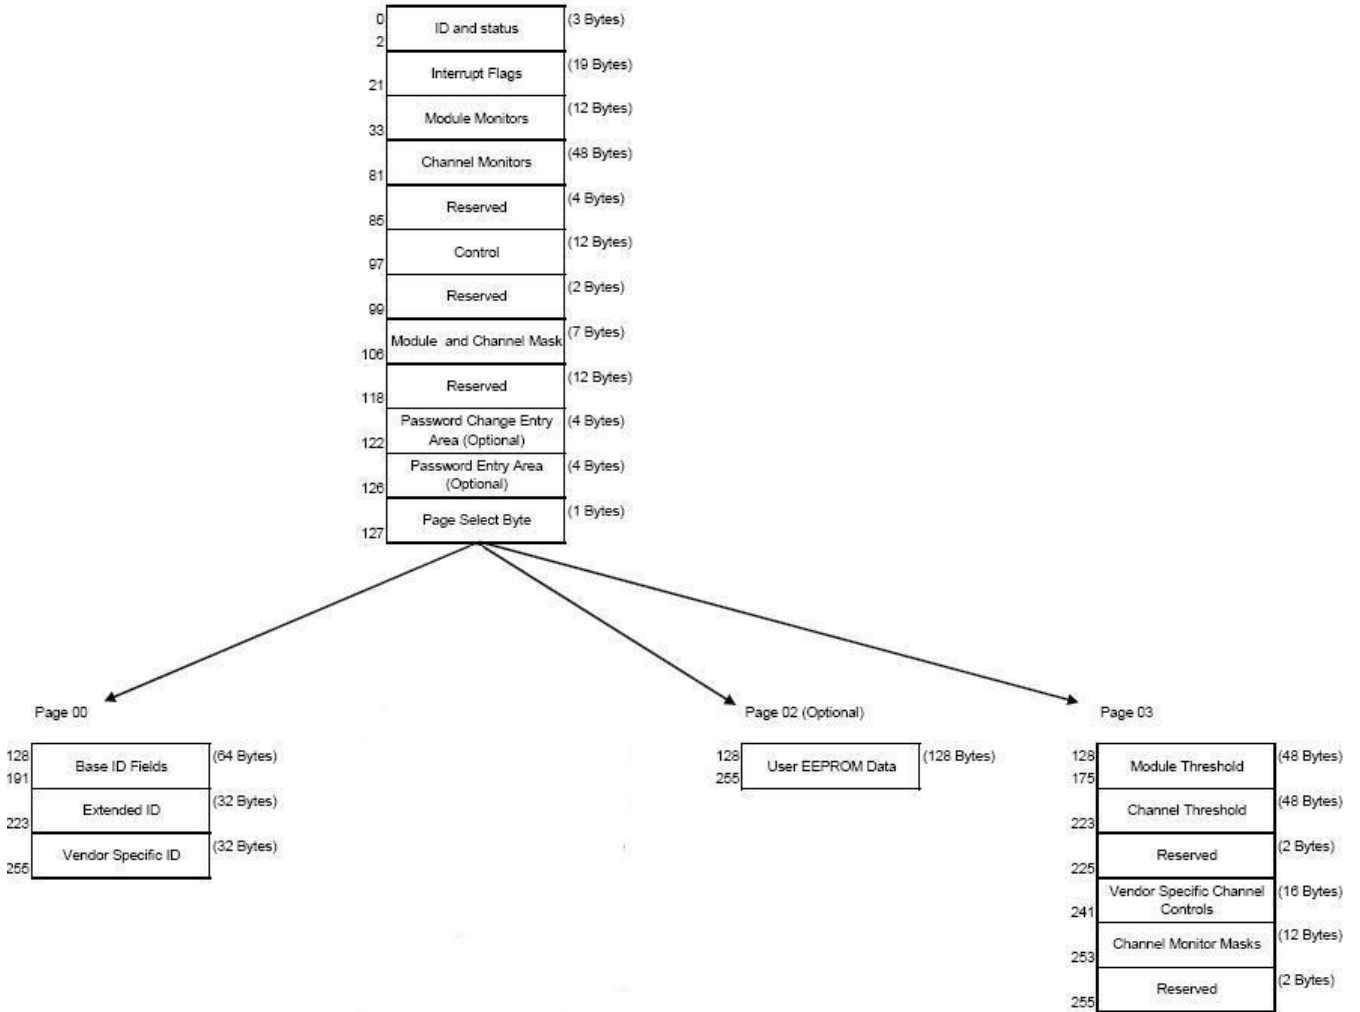 0
ID and status
(3 Bytes)
2
Interrupt Flags
(19 Bytes)
21
Module Monitors
(12 Bytes)
33
Channel Monitors
(48 Bytes)
81
Reserved
(4 Bytes)
85
Control
(12 Bytes)
97
Reserved
(2 Bytes)
99
Module and Channel Mask
(7 Bytes)
106
Reserved
(12 Bytes)
118
Password Change Entry
Area (Optional)
(4 Bytes)
122
Password Entry Area
(Optional)
(4 Bytes)
126
Page Select Byte
(1 Bytes)
127
Page 00
128
Base ID Fields
(64 Bytes)
191
Extended ID
(32 Bytes)
223
Vendor Specific ID
(32 Bytes)
255
Page 02 (Optional)
128
User EEPROM Data
(128 Bytes)
255
Page 03
128
Module Threshold
(48 Bytes)
175
Channel Threshold
(48 Bytes)
223
Reserved
(2 Bytes)
225
Vendor Specific Channel
Controls
(16 Bytes)
241
Channel Monitor Masks
(12 Bytes)
253
Reserved
(2 Bytes)
255